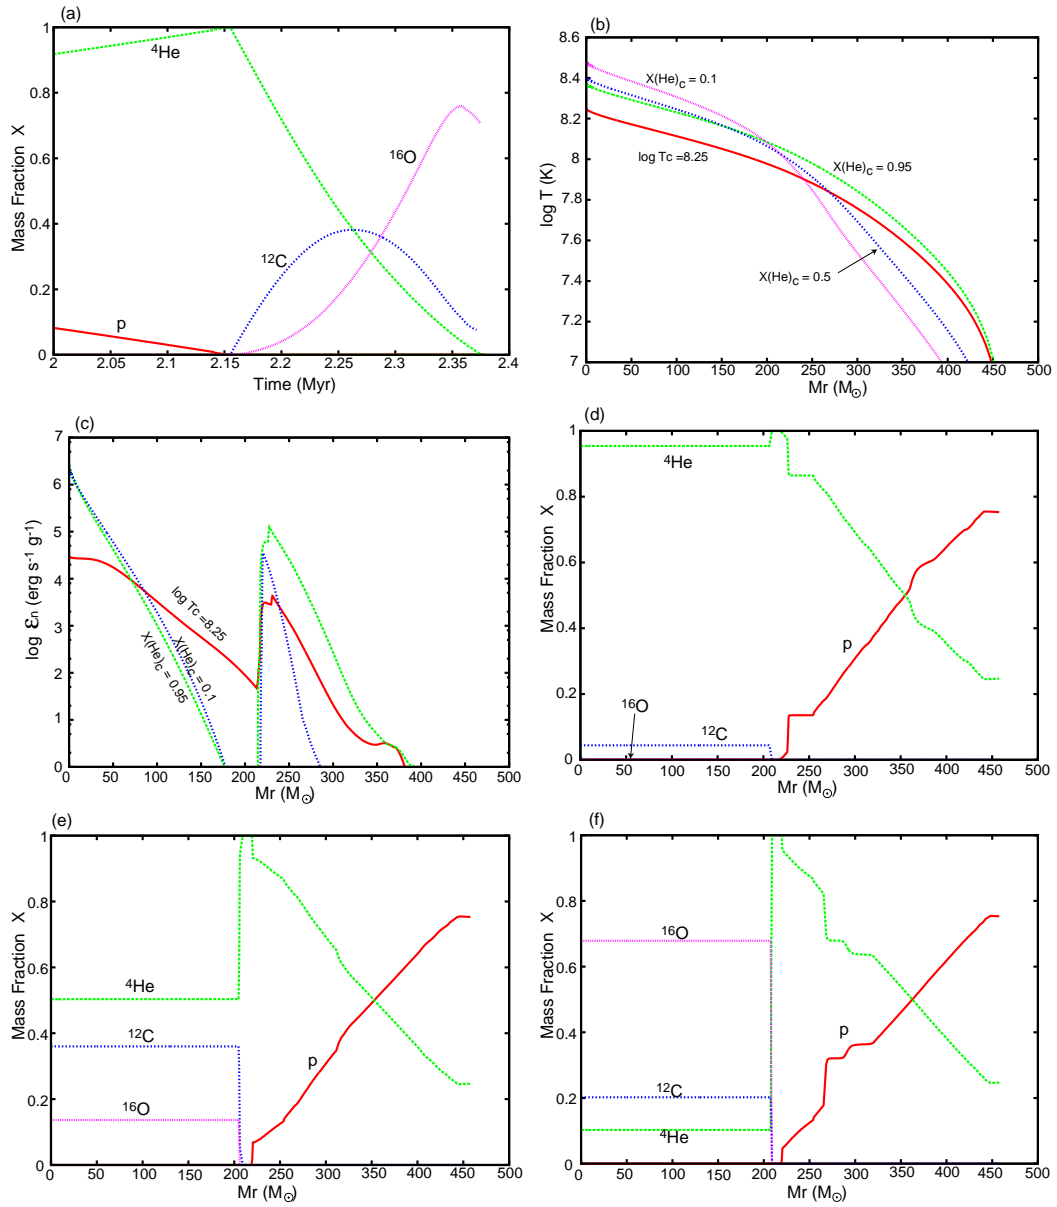 (a)
Mass Fraction X
1
0.8
0.6
0.4
0.2
0
⁴He
¹⁶O
¹²C
p
2 2.05 2.1 2.15 2.2 2.25 2.3 2.35 2.4
Time (Myr)
(b)
log T (K)
8.6
8.4
8.2
8
7.8
7.6
7.4
7.2
7
X(He)c = 0.1
log Tc =8.25
X(He)c = 0.95
X(He)c = 0.5
0 50 100 150 200 250 300 350 400 450 500
Mr (M⊙)
(c)
log εn (erg s⁻¹ g⁻¹)
7
6
5
4
3
2
1
0
log Tc =8.25
X(He)c = 0.1
X(He)c = 0.95
0 50 100 150 200 250 300 350 400 450 500
Mr (M⊙)
(d)
Mass Fraction X
1
0.8
0.6
0.4
0.2
0
⁴He
p
¹⁶O
¹²C
0 50 100 150 200 250 300 350 400 450 500
Mr (M⊙)
(e)
Mass Fraction X
1
0.8
0.6
0.4
0.2
0
⁴He
¹²C
p
¹⁶O
0 50 100 150 200 250 300 350 400 450 500
Mr (M⊙)
(f)
Mass Fraction X
1
0.8
0.6
0.4
0.2
0
¹⁶O
p
¹²C
⁴He
0 50 100 150 200 250 300 350 400 450 500
Mr (M⊙)